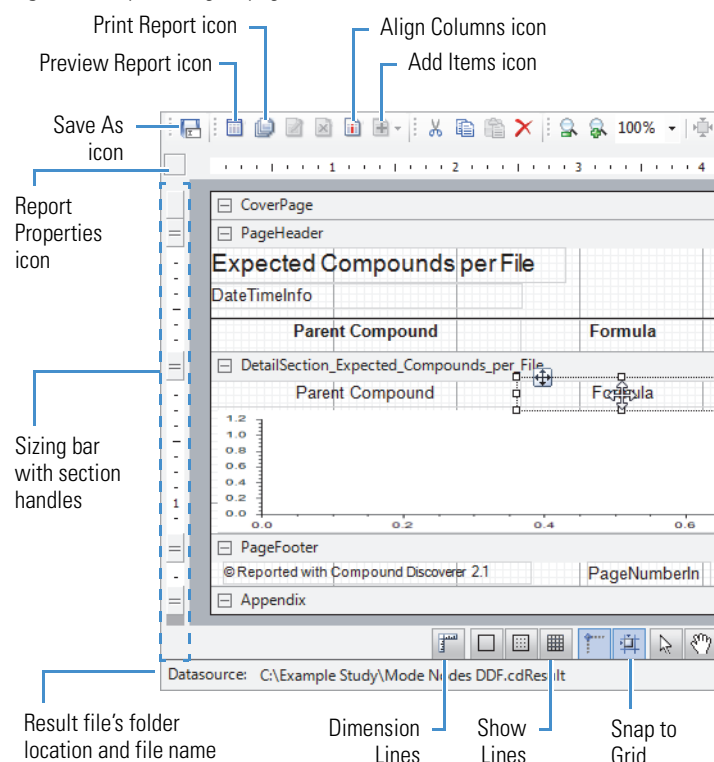 Print Report icon
Align Columns icon
Preview Report icon
Add Items icon
Save As
icon
100%
1 2 3 4
Report
Properties
icon
CoverPage
PageHeader
Expected Compounds per File
DateTimeInfo
Parent Compound Formula
DetailSection_Expected_Compounds_per_File
Parent Compound Formula
1.2
1.0
0.8
0.6
0.4
0.2
0.0
0.0 0.2 0.4 0.6
Sizing bar
with section
handles
1
PageFooter
©Reported with Compound Discoverer 2.1 PageNumberIn
Appendix
Datasource: C:\Example Study\Mode Nodes DDF.cdResult
Result file's folder
location and file name
Dimension
Lines
Show
Lines
Snap to
Grid